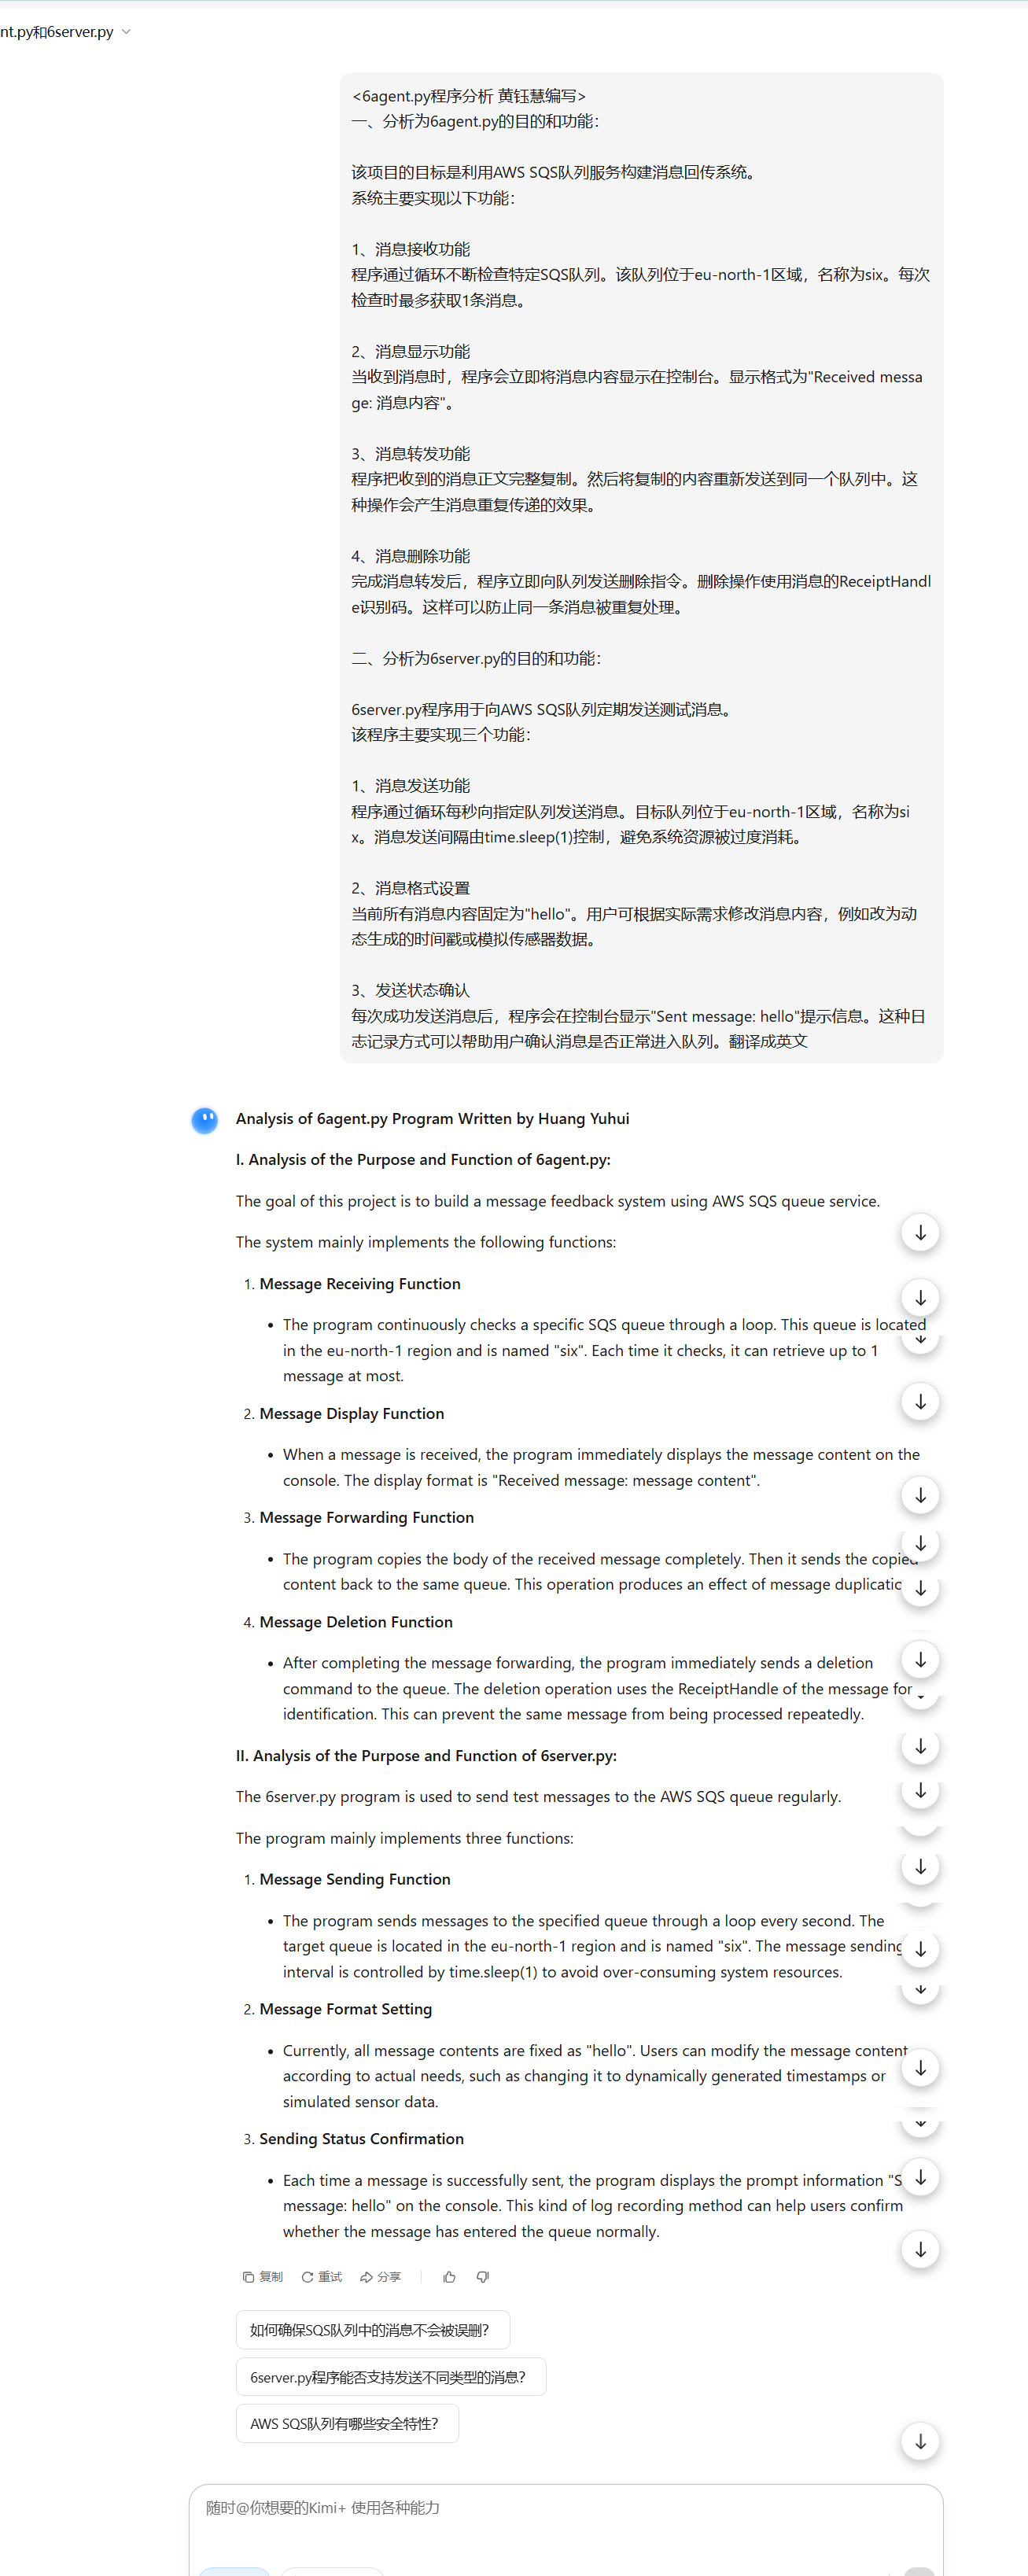 nt.py和6server.py
<6agent.py程序分析 黄钰慧编写>
一、分析为6agent.py的目的和功能：
该项目的目标是利用AWS SQS队列服务构建消息回传系统。
系统主要实现以下功能：
1、消息接收功能
程序通过循环不断检查特定SQS队列。该队列位于eu-north-1区域，名称为six。每次
检查时最多获取1条消息。
2、消息显示功能
当收到消息时，程序会立即将消息内容显示在控制台。显示格式为"Received messa
ge: 消息内容"。
3、消息转发功能
程序把收到的消息正文完整复制。然后将复制的内容重新发送到同一个队列中。这
种操作会产生消息重复传递的效果。
4、消息删除功能
完成消息转发后，程序立即向队列发送删除指令。删除操作使用消息的ReceiptHandl
e识别码。这样可以防止同一条消息被重复处理。
二、分析为6server.py的目的和功能：
6server.py程序用于向AWS SQS队列定期发送测试消息。
该程序主要实现三个功能：
1、消息发送功能
程序通过循环每秒向指定队列发送消息。目标队列位于eu-north-1区域，名称为si
x。消息发送间隔由time.sleep(1)控制，避免系统资源被过度消耗。
2、消息格式设置
当前所有消息内容固定为"hello"。用户可根据实际需求修改消息内容，例如改为动
态生成的时间戳或模拟传感器数据。
3、发送状态确认
每次成功发送消息后，程序会在控制台显示"Sent message: hello"提示信息。这种日
志记录方式可以帮助用户确认消息是否正常进入队列。翻译成英文
Analysis of 6agent.py Program Written by Huang Yuhui
I. Analysis of the Purpose and Function of 6agent.py:
The goal of this project is to build a message feedback system using AWS SQS queue service.
The system mainly implements the following functions:
1. Message Receiving Function
• The program continuously checks a specific SQS queue through a loop. This queue is located
in the eu-north-1 region and is named "six". Each time it checks, it can retrieve up to 1
message at most.
2. Message Display Function
• When a message is received, the program immediately displays the message content on the
console. The display format is "Received message: message content".
3. Message Forwarding Function
• The program copies the body of the received message completely. Then it sends the copied
content back to the same queue. This operation produces an effect of message duplicatio
4. Message Deletion Function
• After completing the message forwarding, the program immediately sends a deletion
command to the queue. The deletion operation uses the ReceiptHandle of the message for
identification. This can prevent the same message from being processed repeatedly.
II. Analysis of the Purpose and Function of 6server.py:
The 6server.py program is used to send test messages to the AWS SQS queue regularly.
The program mainly implements three functions:
1. Message Sending Function
• The program sends messages to the specified queue through a loop every second. The
target queue is located in the eu-north-1 region and is named "six". The message sending
interval is controlled by time.sleep(1) to avoid over-consuming system resources.
2. Message Format Setting
• Currently, all message contents are fixed as "hello". Users can modify the message content
according to actual needs, such as changing it to dynamically generated timestamps or
simulated sensor data.
3. Sending Status Confirmation
• Each time a message is successfully sent, the program displays the prompt information "S
message: hello" on the console. This kind of log recording method can help users confirm
whether the message has entered the queue normally.
复制 重试 分享
如何确保SQS队列中的消息不会被误删？
6server.py程序能否支持发送不同类型的消息？
AWS SQS队列有哪些安全特性？
随时@你想要的Kimi+ 使用各种能力